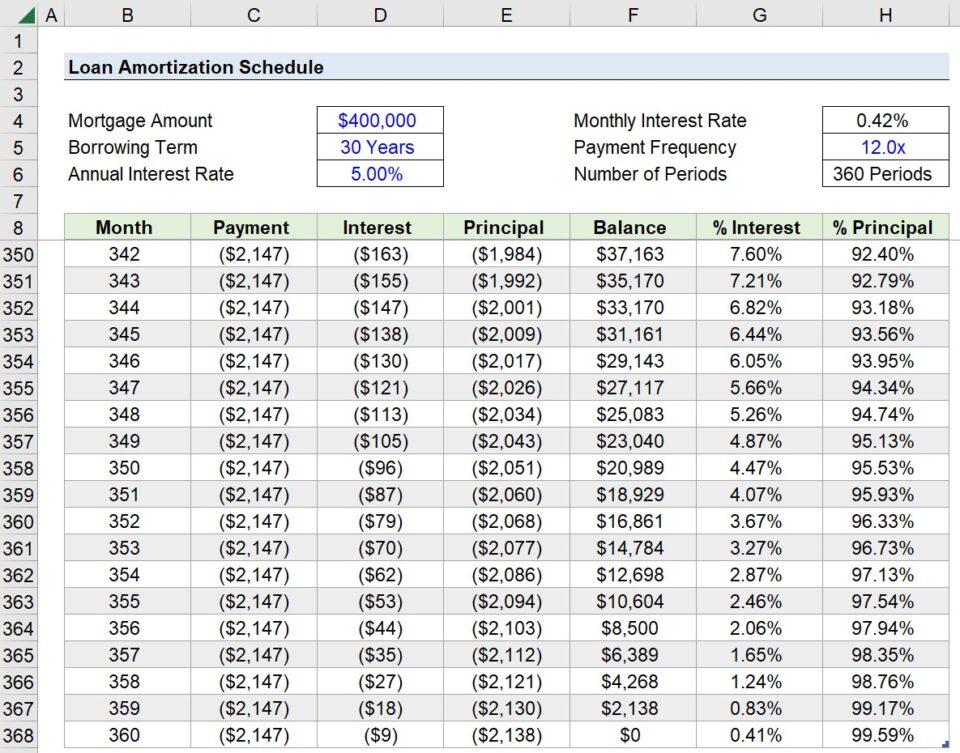 A B C D E F G H
1
2 Loan Amortization Schedule
3
4 Mortgage Amount $400,000 Monthly Interest Rate 0.42%
5 Borrowing Term 30 Years Payment Frequency 12.0x
6 Annual Interest Rate 5.00% Number of Periods 360 Periods
7
8 Month Payment Interest Principal Balance % Interest % Principal
350 342 ($2,147) ($163) ($1,984) $37,163 7.60% 92.40%
351 343 ($2,147) ($155) ($1,992) $35,170 7.21% 92.79%
352 344 ($2,147) ($147) ($2,001) $33,170 6.82% 93.18%
353 345 ($2,147) ($138) ($2,009) $31,161 6.44% 93.56%
354 346 ($2,147) ($130) ($2,017) $29,143 6.05% 93.95%
355 347 ($2,147) ($121) ($2,026) $27,117 5.66% 94.34%
356 348 ($2,147) ($113) ($2,034) $25,083 5.26% 94.74%
357 349 ($2,147) ($105) ($2,043) $23,040 4.87% 95.13%
358 350 ($2,147) ($96) ($2,051) $20,989 4.47% 95.53%
359 351 ($2,147) ($87) ($2,060) $18,929 4.07% 95.93%
360 352 ($2,147) ($79) ($2,068) $16,861 3.67% 96.33%
361 353 ($2,147) ($70) ($2,077) $14,784 3.27% 96.73%
362 354 ($2,147) ($62) ($2,086) $12,698 2.87% 97.13%
363 355 ($2,147) ($53) ($2,094) $10,604 2.46% 97.54%
364 356 ($2,147) ($44) ($2,103) $8,500 2.06% 97.94%
365 357 ($2,147) ($35) ($2,112) $6,389 1.65% 98.35%
366 358 ($2,147) ($27) ($2,121) $4,268 1.24% 98.76%
367 359 ($2,147) ($18) ($2,130) $2,138 0.83% 99.17%
368 360 ($2,147) ($9) ($2,138) $0 0.41% 99.59%